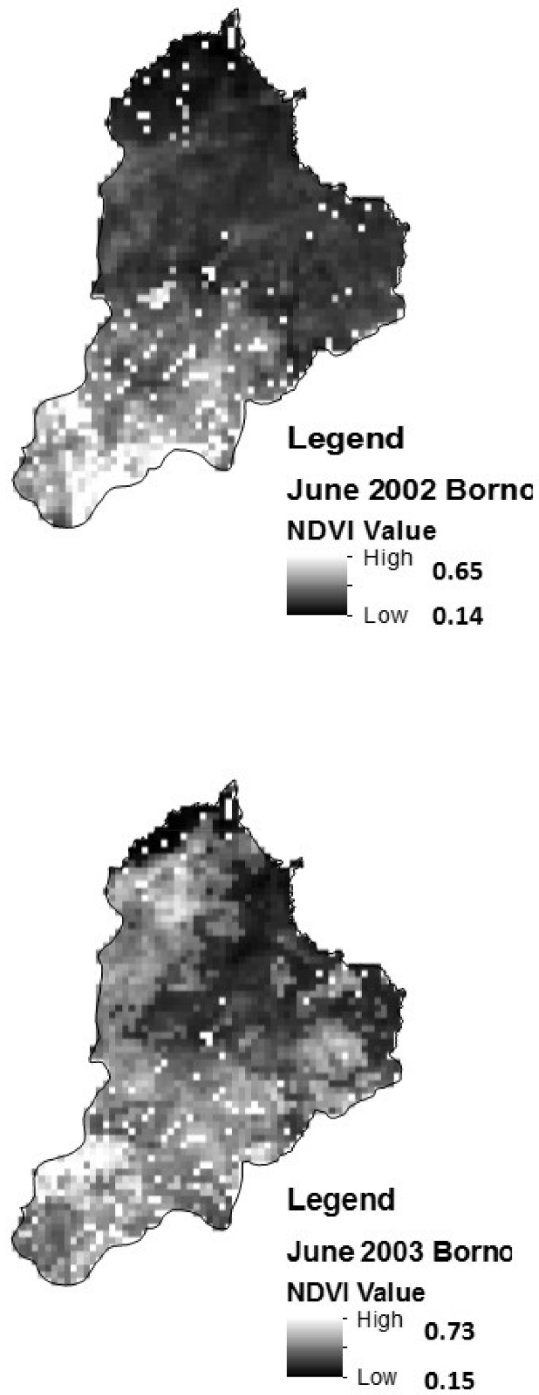 Legend
June 2002 Borno
NDVI Value
High 0.65
Low 0.14
Legend
June 2003 Borno
NDVI Value
High 0.73
Low 0.15